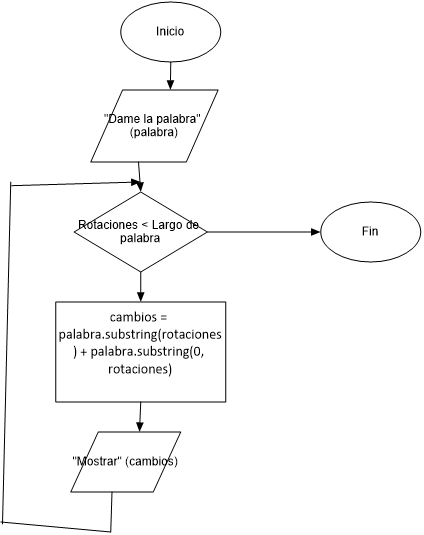 Inicio
"Dame la palabra"
(palabra)
Rotaciones < Largo de
palabra
Fin
cambios =
palabra.substring(rotaciones
) + palabra.substring(0,
rotaciones)
"Mostrar" (cambios)